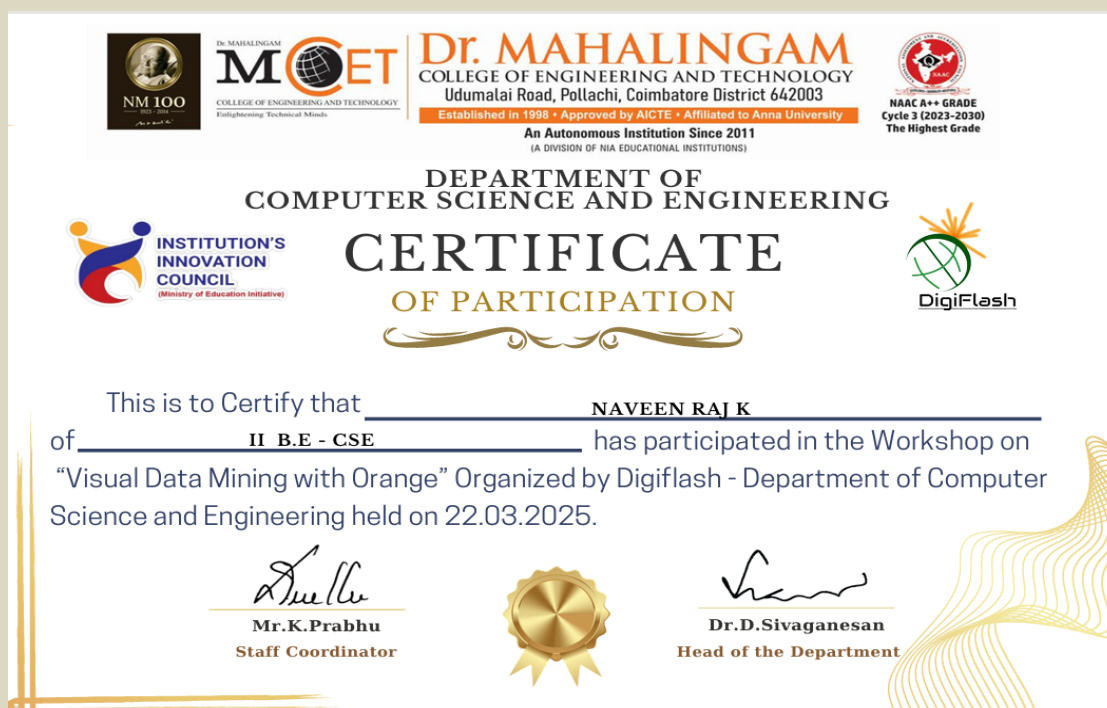 NM 100
1923 - 2014
Dr. MAHALINGAM
MCET
COLLEGE OF ENGINEERING AND TECHNOLOGY
Enlightening Technical Minds
Dr. MAHALINGAM
COLLEGE OF ENGINEERING AND TECHNOLOGY
Udumalai Road, Pollachi, Coimbatore District 642003
Established in 1998 • Approved by AICTE • Affiliated to Anna University
An Autonomous Institution Since 2011
(A DIVISION OF NIA EDUCATIONAL INSTITUTIONS)
NAAC
NAAC A++ GRADE
Cycle 3 (2023-2030)
The Highest Grade
DEPARTMENT OF
COMPUTER SCIENCE AND ENGINEERING
INSTITUTION'S
INNOVATION
COUNCIL
(Ministry of Education Initiative)
CERTIFICATE
OF PARTICIPATION
DigiFlash
This is to Certify that NAVEEN RAJ K
of II B.E - CSE has participated in the Workshop on
“Visual Data Mining with Orange” Organized by Digiflash - Department of Computer
Science and Engineering held on 22.03.2025.
Mr.K.Prabhu
Staff Coordinator
Dr.D.Sivaganesan
Head of the Department